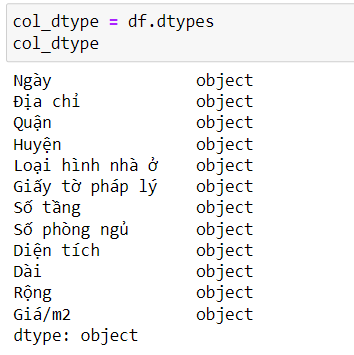 col_dtype = df.dtypes
col_dtype
Ngày object
Địa chỉ object
Quận object
Huyện object
Loại hình nhà ở object
Giấy tờ pháp lý object
Số tầng object
Số phòng ngủ object
Diện tích object
Dài object
Rộng object
Giá/m2 object
dtype: object